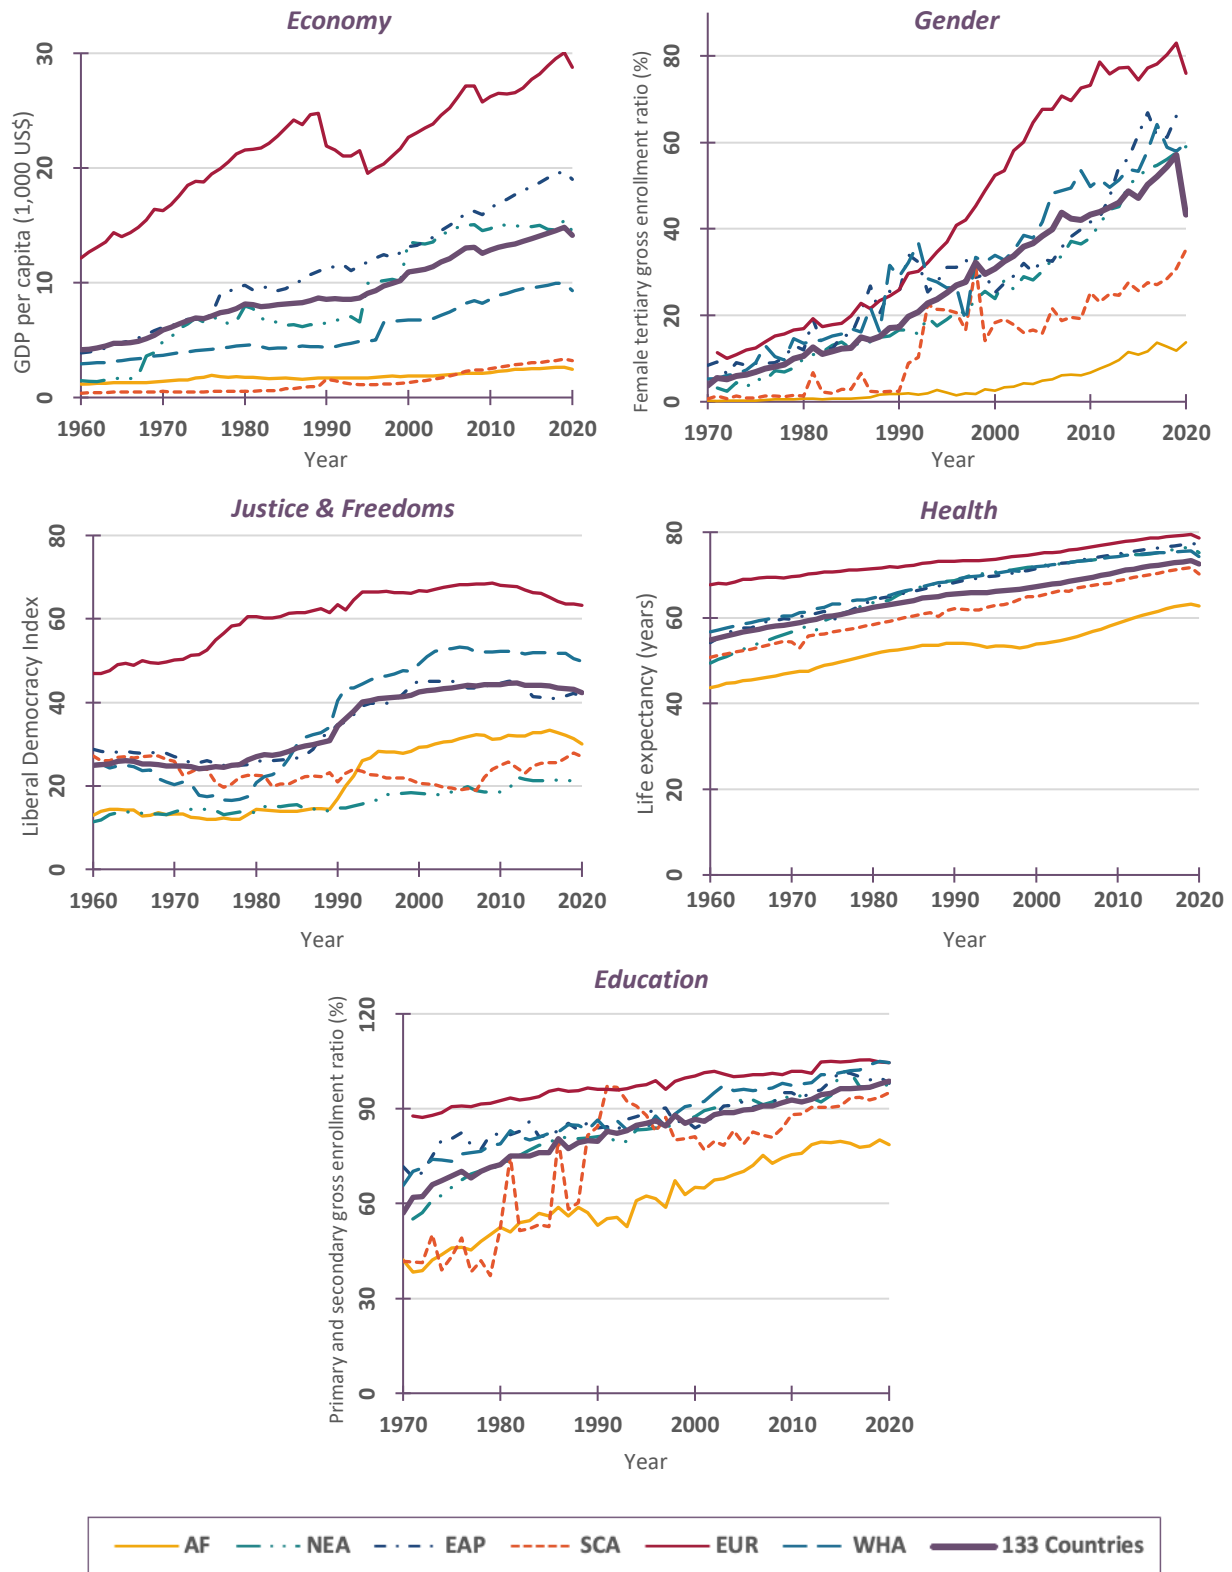 Economy
GDP per capita (1,000 US$)
30
20
10
0
1960 1970 1980 1990 2000 2010 2020
Year
Gender
Female tertiary gross enrollment ratio (%)
80
60
40
20
0
1970 1980 1990 2000 2010 2020
Year
Justice & Freedoms
Liberal Democracy Index
80
60
40
20
0
1960 1970 1980 1990 2000 2010 2020
Year
Health
Life expectancy (years)
80
60
40
20
0
1960 1970 1980 1990 2000 2010 2020
Year
Education
Primary and secondary gross enrollment ratio (%)
120
90
60
30
0
1970 1980 1990 2000 2010 2020
Year
AF NEA EAP SCA EUR WHA 133 Countries